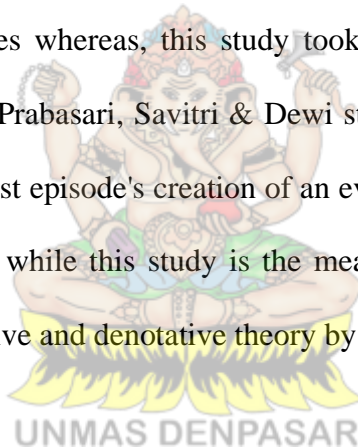 es whereas, this study took
Prabasari, Savitri & Dewi st
st episode's creation of an ev
while this study is the mea
ive and denotative theory by
UNMAS DENPASAR